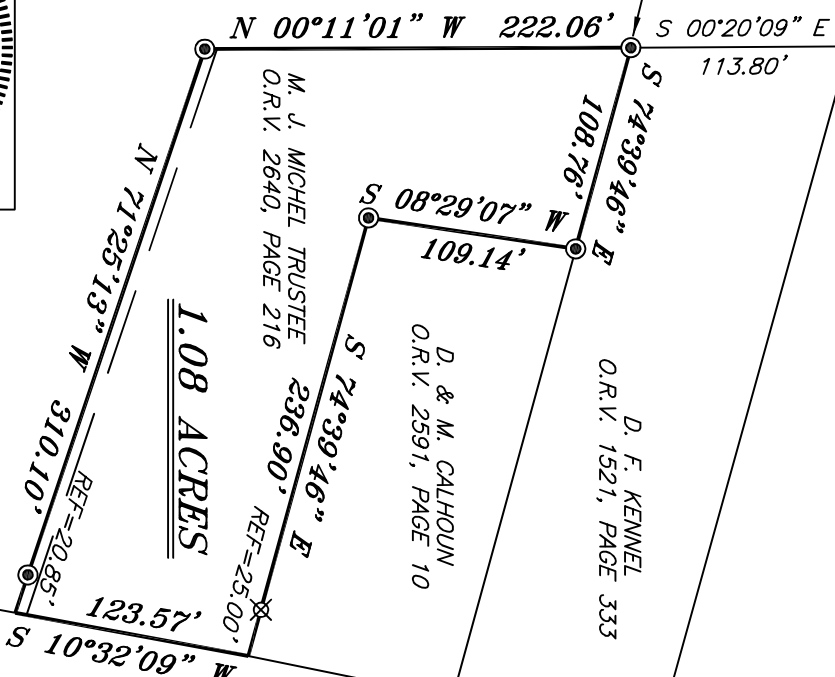 N 00°11'01" W 222.06'
S 00°20'09" E
113.80'
S 74°39'46" E
108.76'
M. J. MICHEL TRUSTEE
O.R.V. 2640, PAGE 216
S 08°29'07" W
109.14'
N 71°25'13" W 310.10'
1.08 ACRES
S 74°39'46" E
236.90'
D. & M. CALHOUN
O.R.V. 2591, PAGE 10
D. F. KENNEL
O.R.V. 1521, PAGE 333
REF=20.85'
REF=25.00'
123.57'
S 10°32'09" W